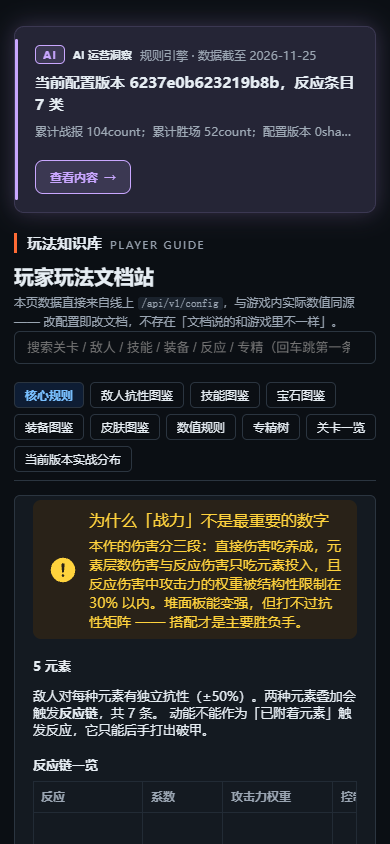 AI AI 运营洞察 规则引擎 · 数据截至 2026-11-25
当前配置版本 6237e0b623219b8b，反应条目
7 类
累计战报 104count；累计胜场 52count；配置版本 0sha...
查看内容 →
玩法知识库 PLAYER GUIDE
玩家玩法文档站
本页数据直接来自线上 /api/v1/config，与游戏内实际数值同源
—— 改配置即改文档，不存在「文档说的和游戏里不一样」。
搜索关卡 / 敌人 / 技能 / 装备 / 反应 / 专精（回车跳第一条
核心规则 敌人抗性图鉴 技能图鉴 宝石图鉴
装备图鉴 皮肤图鉴 数值规则 专精树 关卡一览
当前版本实战分布
为什么「战力」不是最重要的数字
本作的伤害分三段：直接伤害吃养成，元
素层数伤害与反应伤害只吃元素投入，且
反应伤害中攻击力的权重被结构性限制在
30% 以内。堆面板能变强，但打不过抗
性矩阵 —— 搭配才是主要胜负手。
5 元素
敌人对每种元素有独立抗性（±50%）。两种元素叠加会
触发反应链，共 7 条。 动能不能作为「已附着元素」触
发反应，它只能后手打出破甲。
反应链一览
反应 系数 攻击力权重